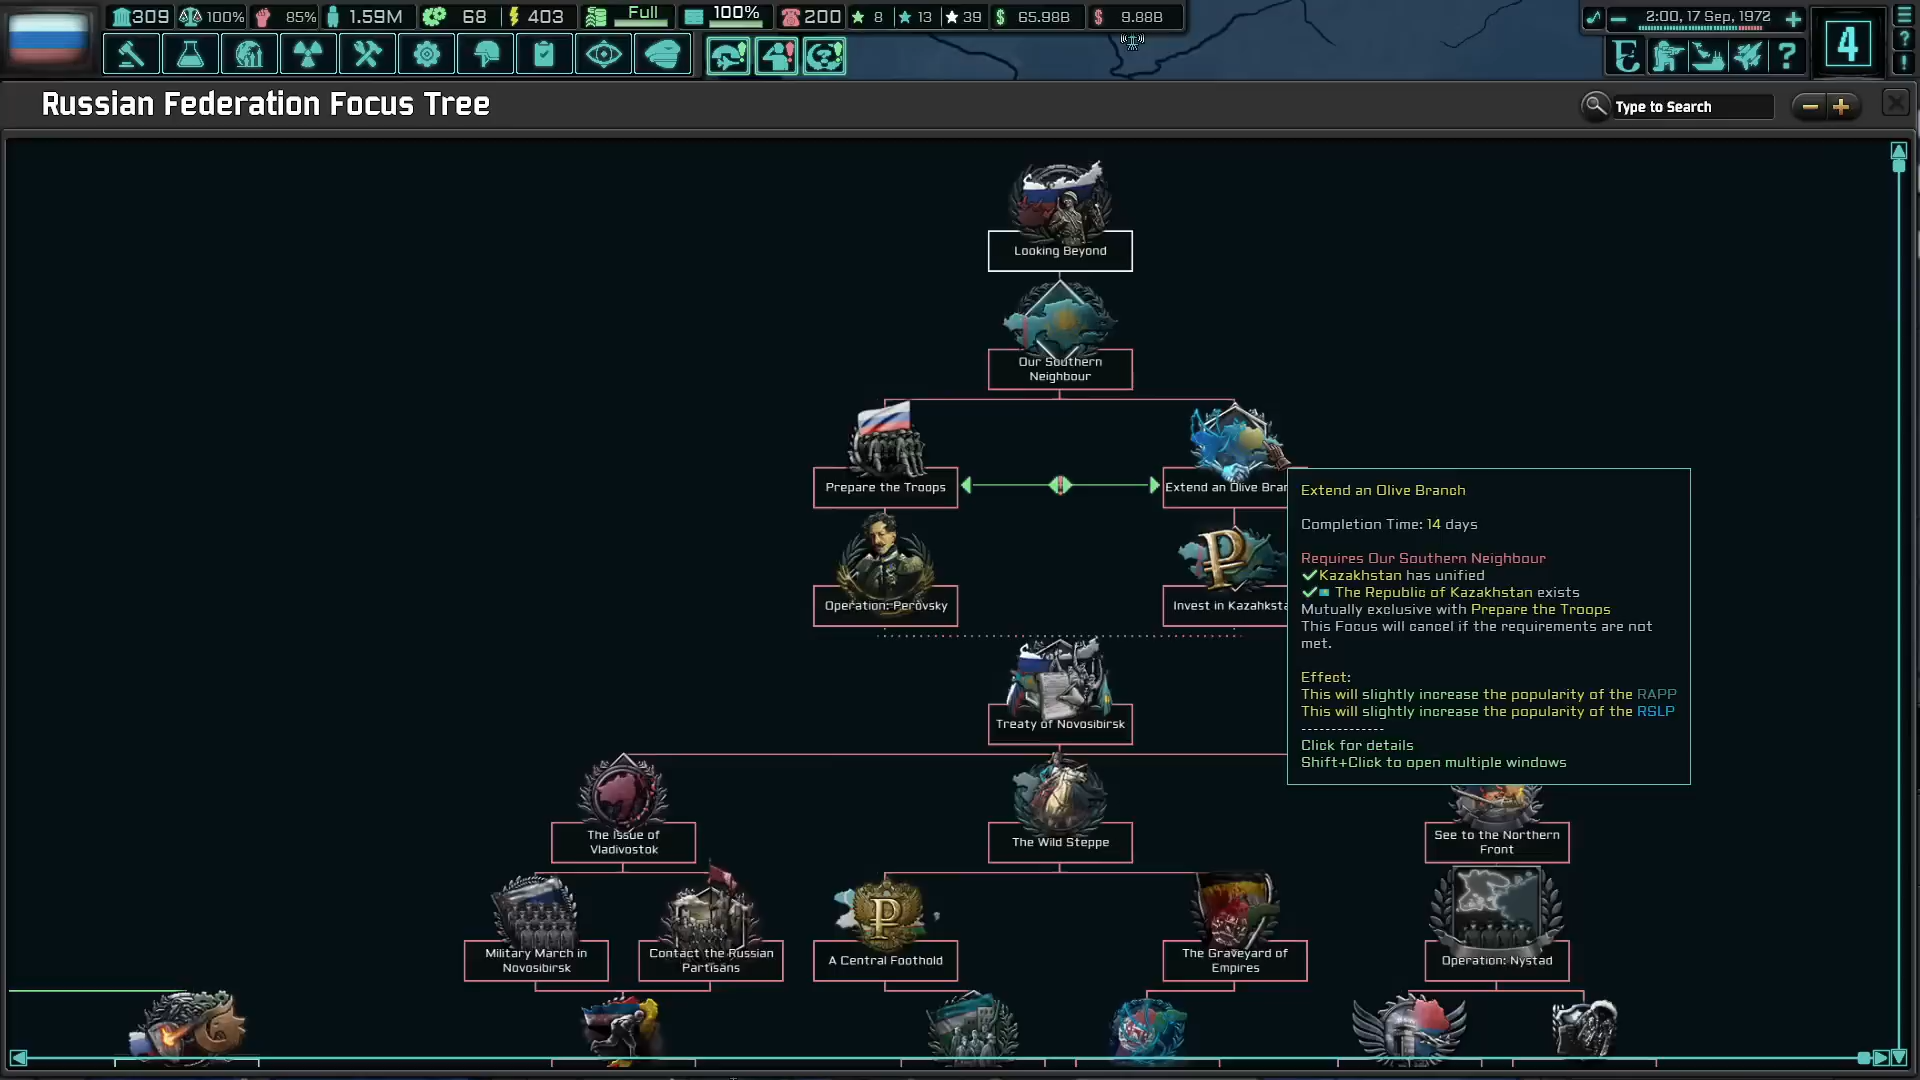 309
100%
85%
1.59M
68
403
Full
100%
200
8
13
39
$ 65.98B
$ 9.88B
2:00, 17 Sep, 1972
4
Russian Federation Focus Tree
Type to Search
Looking Beyond
Our Southern
Neighbour
Prepare the Troops
Extend an Olive Bran
Operation: Perovsky
Invest in Kazahksta
Extend an Olive Branch
Completion Time: 14 days
Requires Our Southern Neighbour
Kazakhstan has unified
The Republic of Kazakhstan exists
Mutually exclusive with Prepare the Troops
This Focus will cancel if the requirements are not
met.
Effect:
This will slightly increase the popularity of the RAPP
This will slightly increase the popularity of the RSLP
--------------
Click for details
Shift+Click to open multiple windows
Treaty of Novosibirsk
The Issue of
Vladivostok
The Wild Steppe
See to the Northern
Front
Military March in
Novosibirsk
Contact the Russian
Partisans
A Central Foothold
The Graveyard of
Empires
Operation: Nystad